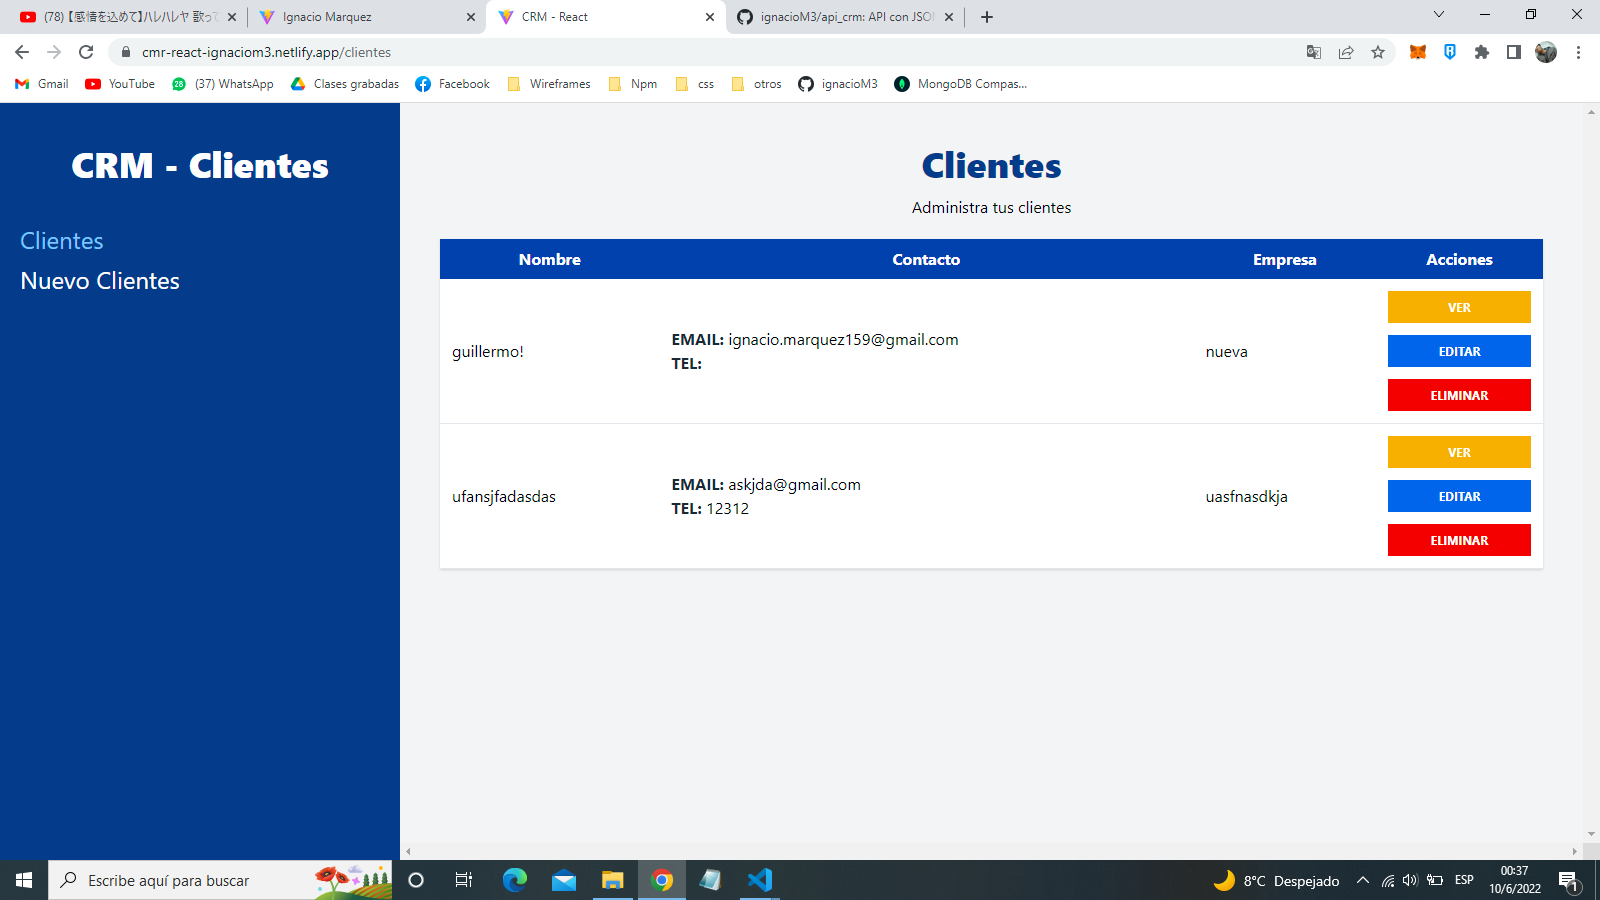 (78) 【感情を込めて】ハレハレヤ 歌って
Ignacio Marquez
CRM - React
ignacioM3/api_crm: API con JSON
cmr-react-ignaciom3.netlify.app/clientes
Gmail
YouTube
28
(37) WhatsApp
Clases grabadas
Facebook
Wireframes
Npm
css
otros
ignacioM3
MongoDB Compas...
CRM - Clientes
Clientes
Nuevo Clientes
Clientes
Administra tus clientes
Nombre Contacto Empresa Acciones
guillermo!
EMAIL: ignacio.marquez159@gmail.com
TEL:
nueva
VER
EDITAR
ELIMINAR
ufansjfadasdas
EMAIL: askjda@gmail.com
TEL: 12312
uasfnasdkja
VER
EDITAR
ELIMINAR
Escribe aquí para buscar
8°C Despejado
ESP
00:37
10/6/2022
1